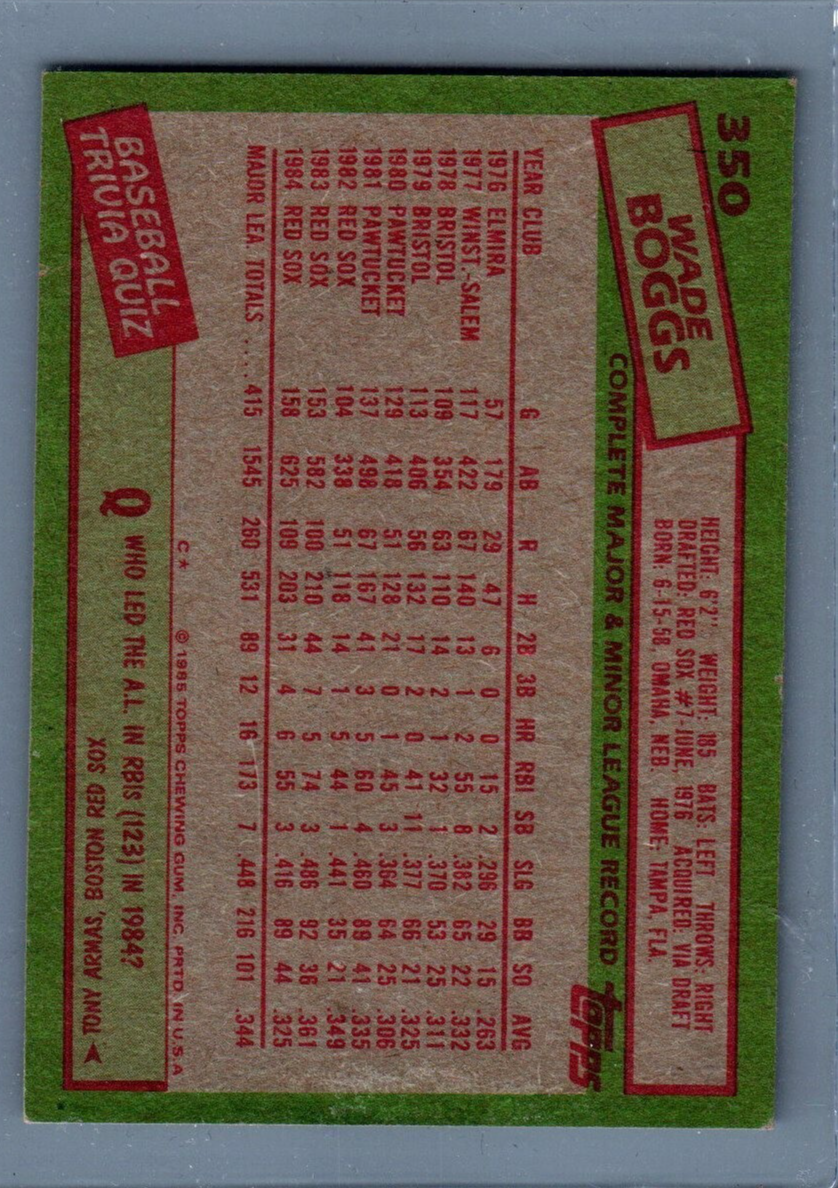 350
WADE
BOGGS
HEIGHT: 6'2" WEIGHT: 185 BATS: LEFT THROWS: RIGHT
DRAFTED: RED SOX #7-JUNE, 1976 ACQUIRED: VIA DRAFT
BORN: 6-15-58, OMAHA, NEB. HOME: TAMPA, FLA.
COMPLETE MAJOR & MINOR LEAGUE RECORD
topps
YEAR CLUB G AB R H 2B 3B HR RBI SB SLG BB SO AVG
1976 ELMIRA 57 179 29 47 6 0 0 15 2 .296 29 15 .263
1977 WINST.-SALEM 117 422 67 140 13 1 2 55 8 .382 65 22 .332
1978 BRISTOL 109 354 63 110 14 2 1 32 1 .370 53 25 .311
1979 BRISTOL 113 406 56 132 17 2 0 41 11 .377 66 21 .325
1980 PAWTUCKET 129 418 51 128 21 0 1 45 3 .364 64 25 .306
1981 PAWTUCKET 137 498 67 167 41 3 5 60 4 .460 89 41 .335
1982 RED SOX 104 338 51 118 14 1 5 44 1 .441 35 21 .349
1983 RED SOX 153 582 100 210 44 7 5 74 3 .486 92 36 .361
1984 RED SOX 158 625 109 203 31 4 6 55 3 .416 89 44 .325
MAJOR LEA. TOTALS ..... 415 1545 260 531 89 12 16 173 7 .448 216 101 .344
C* © 1985 TOPPS CHEWING GUM, INC. PRTD. IN U.S.A
BASEBALL
TRIVIA QUIZ
Q WHO LED THE A.L. IN RBIS (123) IN 1984?
TONY ARMAS, BOSTON RED SOX